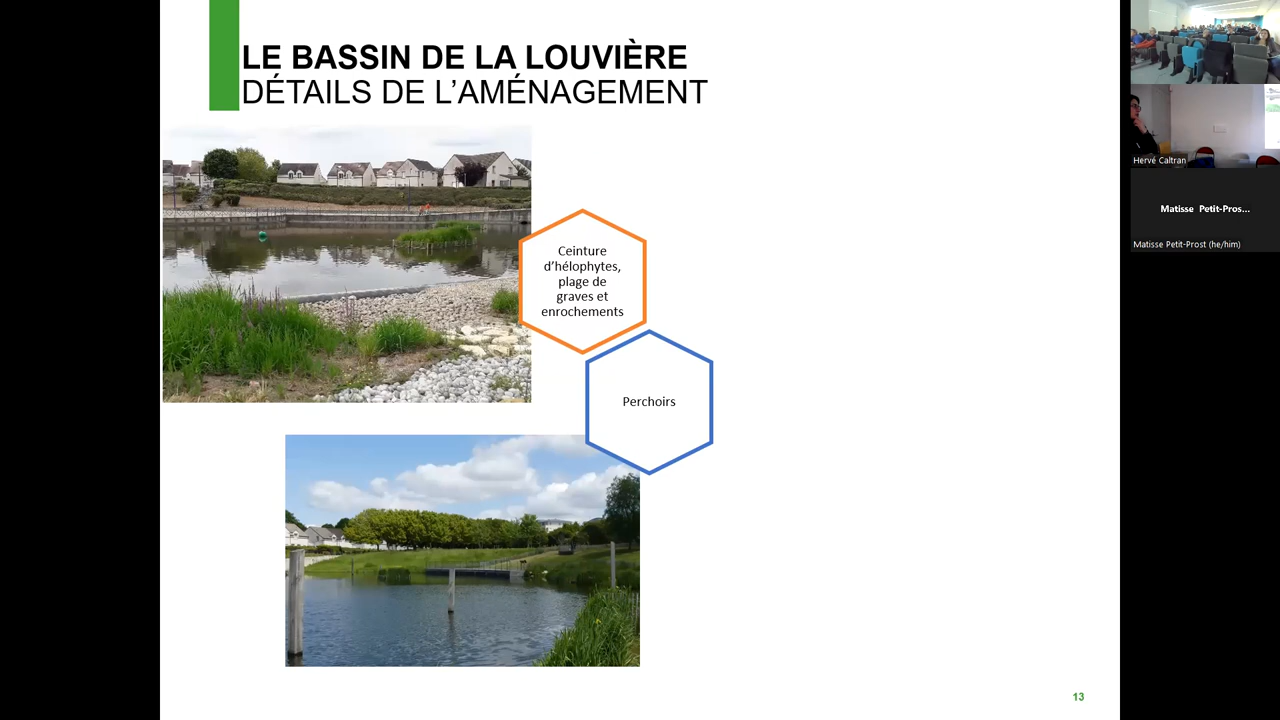 LE BASSIN DE LA LOUVIÈRE
DÉTAILS DE L’AMÉNAGEMENT
Ceinture
d’hélophytes,
plage de
graves et
enrochements
Perchoirs
13
Hervé Caltran
Matisse Petit-Pros...
Matisse Petit-Prost (he/him)